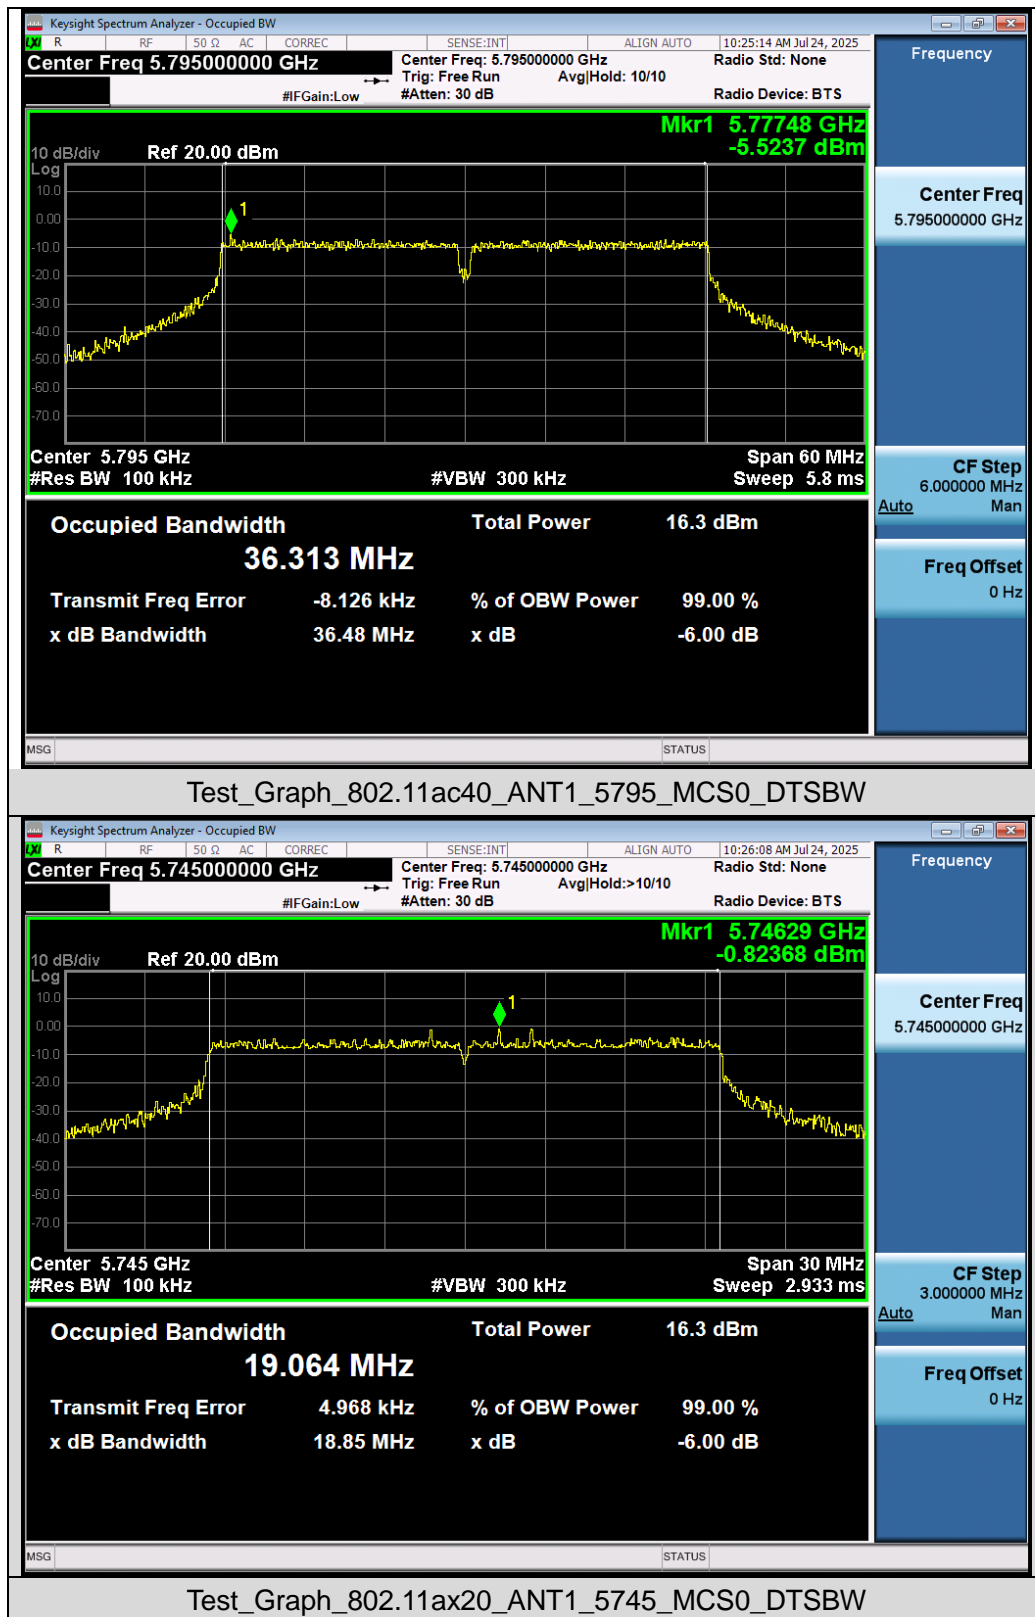 Keysight Spectrum Analyzer - Occupied BW
LXI R RF 50 Ω AC CORREC SENSE:INT ALIGN AUTO 10:25:14 AM Jul 24, 2025
Center Freq 5.795000000 GHz
Center Freq: 5.795000000 GHz
Radio Std: None
Trig: Free Run Avg|Hold: 10/10
#IFGain:Low
#Atten: 30 dB
Radio Device: BTS
Frequency
Mkr1 5.77748 GHz
-5.5237 dBm
10 dB/div Ref 20.00 dBm
Log
10.0
0.00
-10.0
-20.0
-30.0
-40.0
-50.0
-60.0
-70.0
1
Center Freq
5.795000000 GHz
Center 5.795 GHz Span 60 MHz
#Res BW 100 kHz #VBW 300 kHz Sweep 5.8 ms
CF Step
6.000000 MHz
Auto Man
Freq Offset
0 Hz
Occupied Bandwidth Total Power 16.3 dBm
36.313 MHz
Transmit Freq Error -8.126 kHz % of OBW Power 99.00 %
x dB Bandwidth 36.48 MHz x dB -6.00 dB
MSG STATUS
Test_Graph_802.11ac40_ANT1_5795_MCS0_DTSBW
Keysight Spectrum Analyzer - Occupied BW
LXI R RF 50 Ω AC CORREC SENSE:INT ALIGN AUTO 10:26:08 AM Jul 24, 2025
Center Freq 5.745000000 GHz
Center Freq: 5.745000000 GHz
Radio Std: None
Trig: Free Run Avg|Hold:>10/10
#IFGain:Low
#Atten: 30 dB
Radio Device: BTS
Frequency
Mkr1 5.74629 GHz
-0.82368 dBm
10 dB/div Ref 20.00 dBm
Log
10.0
0.00
-10.0
-20.0
-30.0
-40.0
-50.0
-60.0
-70.0
1
Center Freq
5.745000000 GHz
Center 5.745 GHz Span 30 MHz
#Res BW 100 kHz #VBW 300 kHz Sweep 2.933 ms
CF Step
3.000000 MHz
Auto Man
Freq Offset
0 Hz
Occupied Bandwidth Total Power 16.3 dBm
19.064 MHz
Transmit Freq Error 4.968 kHz % of OBW Power 99.00 %
x dB Bandwidth 18.85 MHz x dB -6.00 dB
MSG STATUS
Test_Graph_802.11ax20_ANT1_5745_MCS0_DTSBW